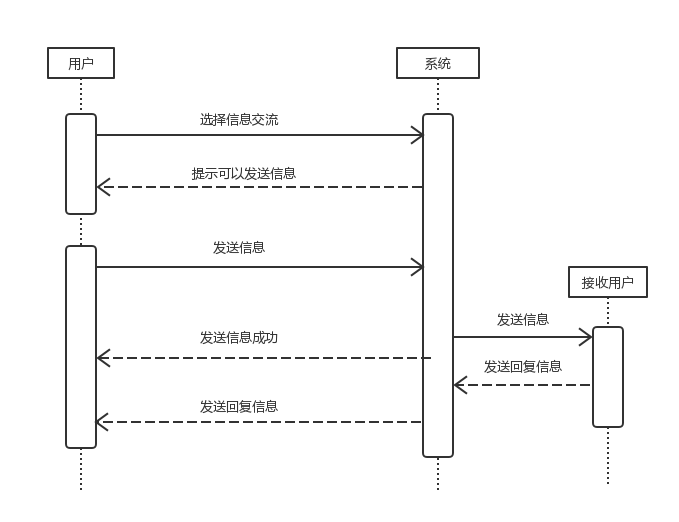 用户
系统
选择信息交流
提示可以发送信息
发送信息
接收用户
发送信息
发送信息成功
发送回复信息
发送回复信息